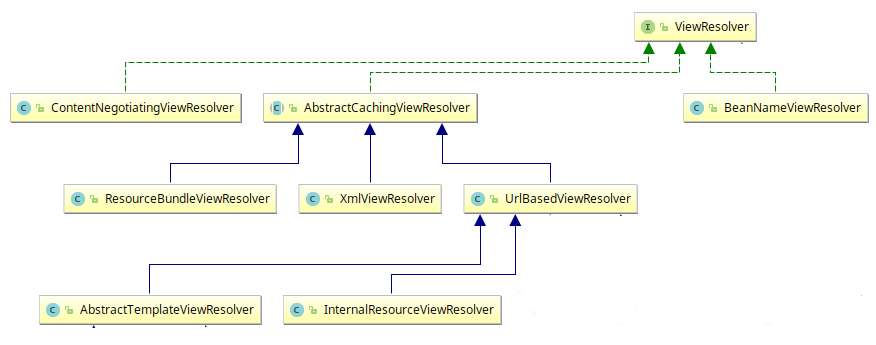 I ViewResolver
C ContentNegotiatingViewResolver
C AbstractCachingViewResolver
C BeanNameViewResolver
C ResourceBundleViewResolver
C XmlViewResolver
C UrlBasedViewResolver
C AbstractTemplateViewResolver
C InternalResourceViewResolver